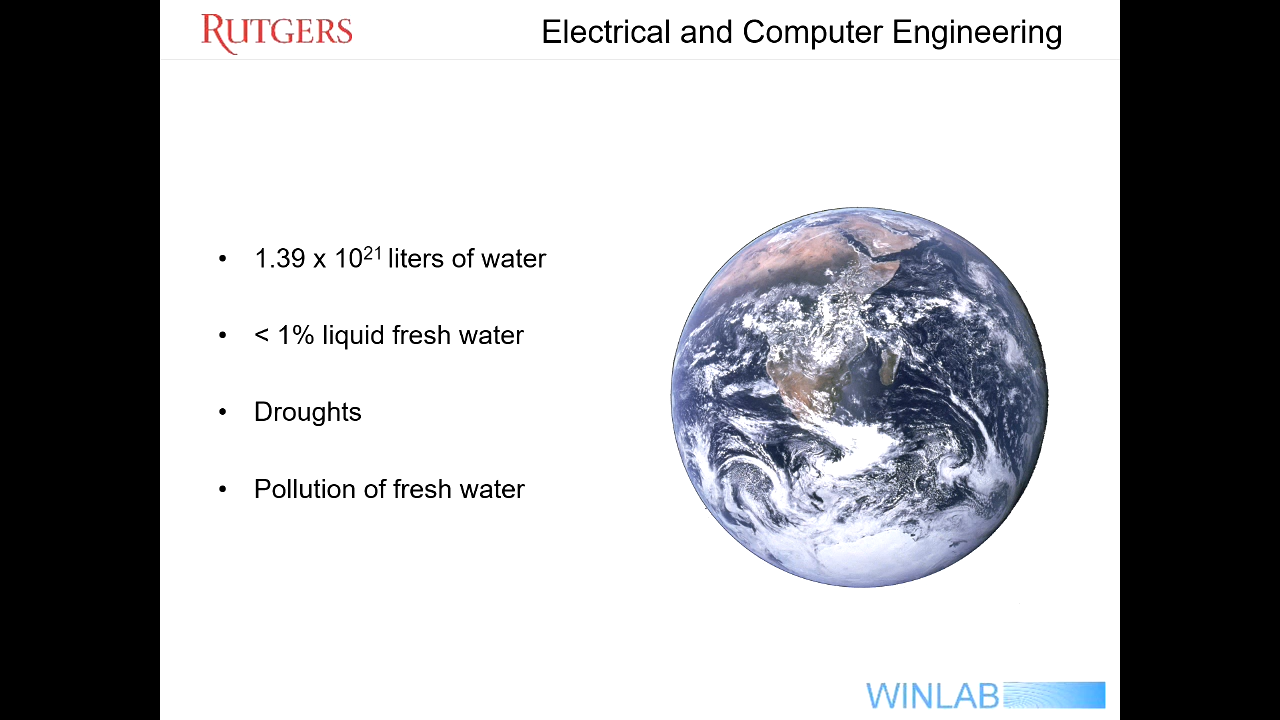 RUTGERS
Electrical and Computer Engineering
• 1.39 x 10²¹ liters of water
• < 1% liquid fresh water
• Droughts
• Pollution of fresh water
WINLAB